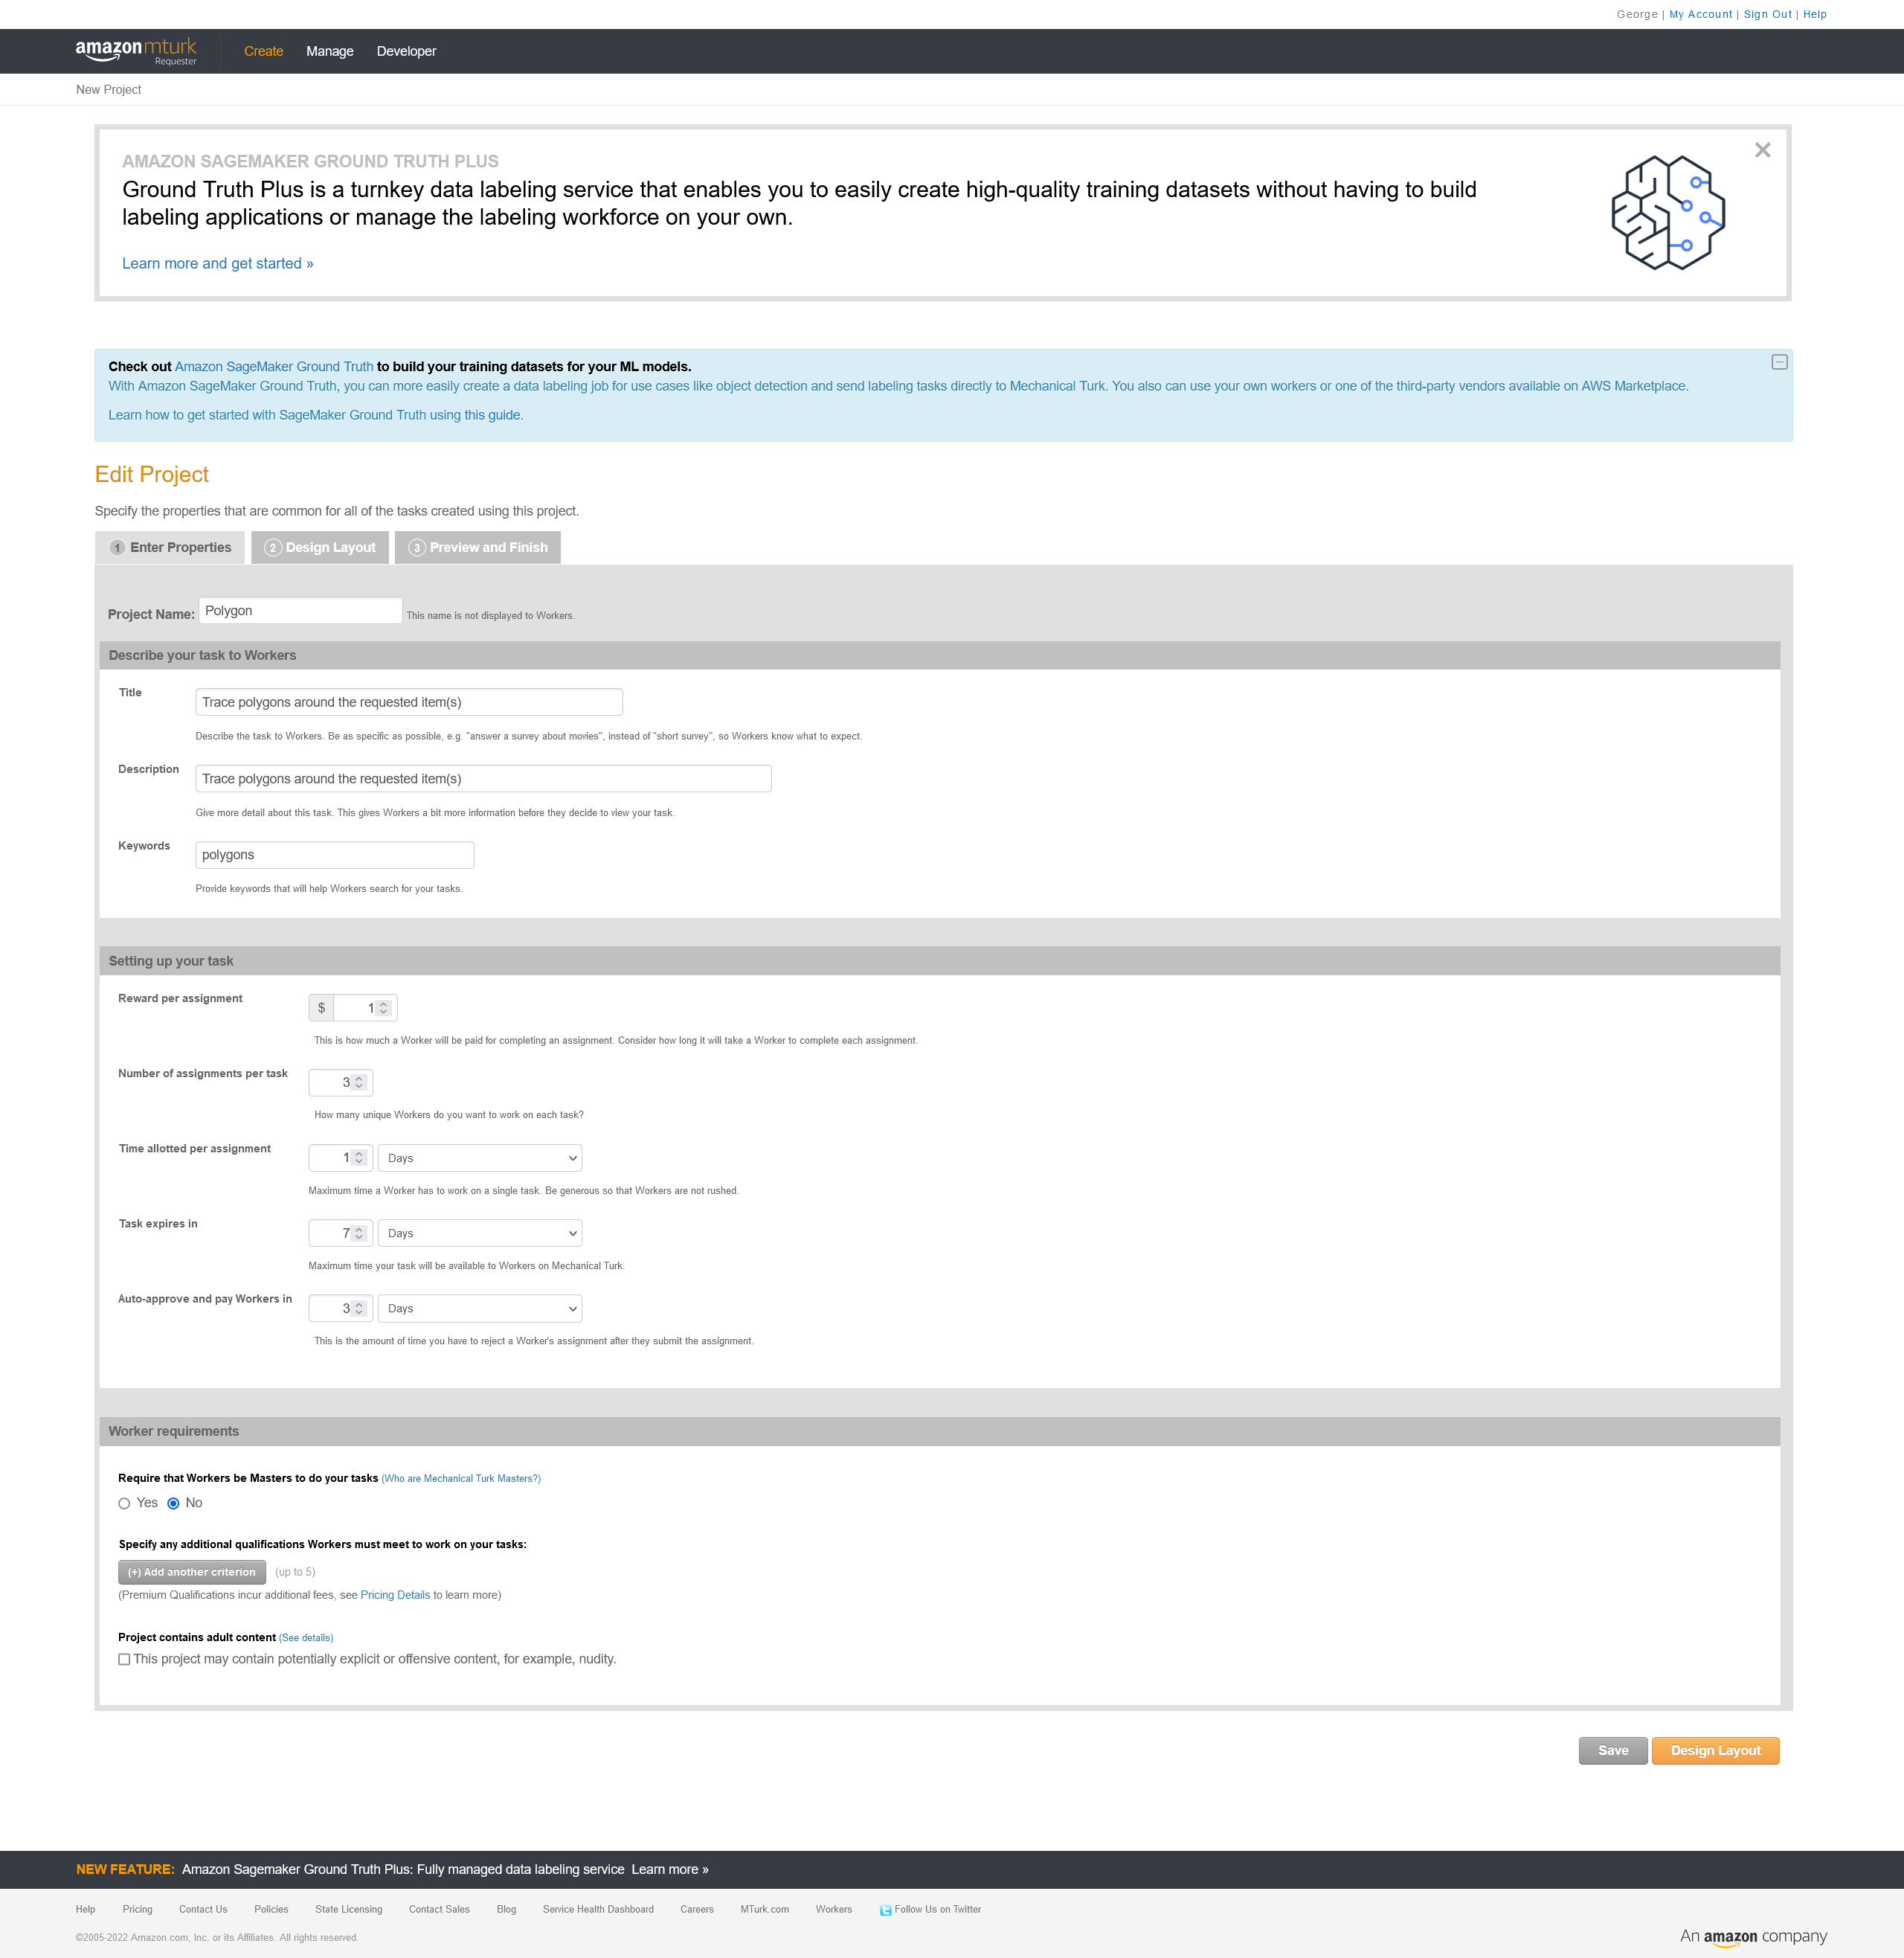 George | My Account | Sign Out | Help
amazon mturk
Requester
Create Manage Developer
New Project
AMAZON SAGEMAKER GROUND TRUTH PLUS
Ground Truth Plus is a turnkey data labeling service that enables you to easily create high-quality training datasets without having to build
labeling applications or manage the labeling workforce on your own.
Learn more and get started »
Check out Amazon SageMaker Ground Truth to build your training datasets for your ML models.
With Amazon SageMaker Ground Truth, you can more easily create a data labeling job for use cases like object detection and send labeling tasks directly to Mechanical Turk. You also can use your own workers or one of the third-party vendors available on AWS Marketplace.
Learn how to get started with SageMaker Ground Truth using this guide.
Edit Project
Specify the properties that are common for all of the tasks created using this project.
1 Enter Properties 2 Design Layout 3 Preview and Finish
Project Name: Polygon This name is not displayed to Workers.
Describe your task to Workers
Title Trace polygons around the requested item(s)
Describe the task to Workers. Be as specific as possible, e.g. "answer a survey about movies", instead of "short survey", so Workers know what to expect.
Description Trace polygons around the requested item(s)
Give more detail about this task. This gives Workers a bit more information before they decide to view your task.
Keywords polygons
Provide keywords that will help Workers search for your tasks.
Setting up your task
Reward per assignment $ 1
This is how much a Worker will be paid for completing an assignment. Consider how long it will take a Worker to complete each assignment.
Number of assignments per task 3
How many unique Workers do you want to work on each task?
Time allotted per assignment 1 Days
Maximum time a Worker has to work on a single task. Be generous so that Workers are not rushed.
Task expires in 7 Days
Maximum time your task will be available to Workers on Mechanical Turk.
Auto-approve and pay Workers in 3 Days
This is the amount of time you have to reject a Worker's assignment after they submit the assignment.
Worker requirements
Require that Workers be Masters to do your tasks (Who are Mechanical Turk Masters?)
Yes No
Specify any additional qualifications Workers must meet to work on your tasks:
(+) Add another criterion (up to 5)
(Premium Qualifications incur additional fees, see Pricing Details to learn more)
Project contains adult content (See details)
This project may contain potentially explicit or offensive content, for example, nudity.
Save Design Layout
NEW FEATURE: Amazon Sagemaker Ground Truth Plus: Fully managed data labeling service Learn more »
Help Pricing Contact Us Policies State Licensing Contact Sales Blog Service Health Dashboard Careers MTurk.com Workers Follow Us on Twitter
©2005-2022 Amazon.com, Inc. or its Affiliates. All rights reserved.
An amazon company